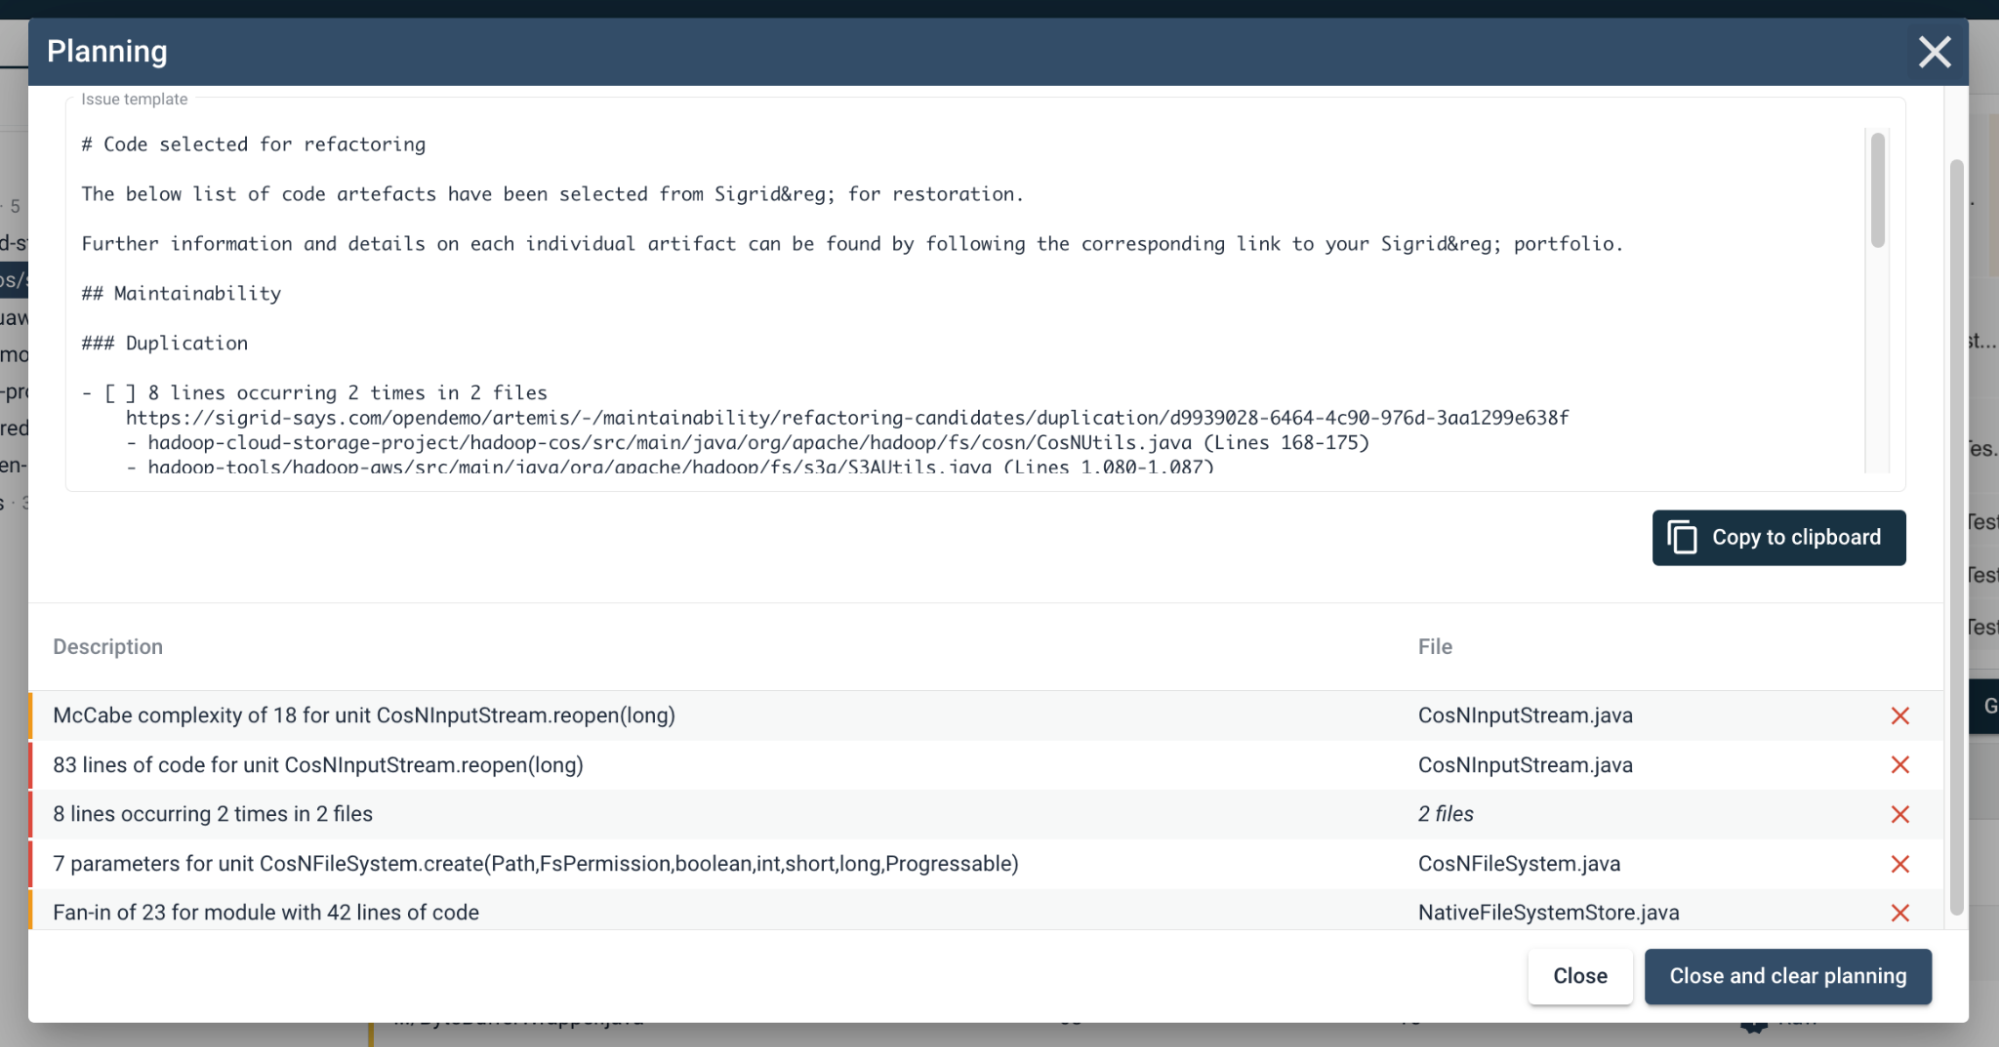 Planning
Issue template
# Code selected for refactoring
The below list of code artefacts have been selected from Sigrid&reg; for restoration.
Further information and details on each individual artifact can be found by following the corresponding link to your Sigrid&reg; portfolio.
## Maintainability
### Duplication
- [ ] 8 lines occurring 2 times in 2 files
https://sigrid-says.com/opendemo/artemis/-/maintainability/refactoring-candidates/duplication/d9939028-6464-4c90-976d-3aa1299e638f
- hadoop-cloud-storage-project/hadoop-cos/src/main/java/org/apache/hadoop/fs/cosn/CosNUtils.java (Lines 168-175)
- hadoop-tools/hadoop-aws/src/main/java/org/apache/hadoop/fs/s3a/S3AUtils.java (Lines 1.080-1.087)
Copy to clipboard
Description File
McCabe complexity of 18 for unit CosNInputStream.reopen(long) CosNInputStream.java
83 lines of code for unit CosNInputStream.reopen(long) CosNInputStream.java
8 lines occurring 2 times in 2 files 2 files
7 parameters for unit CosNFileSystem.create(Path,FsPermission,boolean,int,short,long,Progressable) CosNFileSystem.java
Fan-in of 23 for module with 42 lines of code NativeFileSystemStore.java
Close Close and clear planning